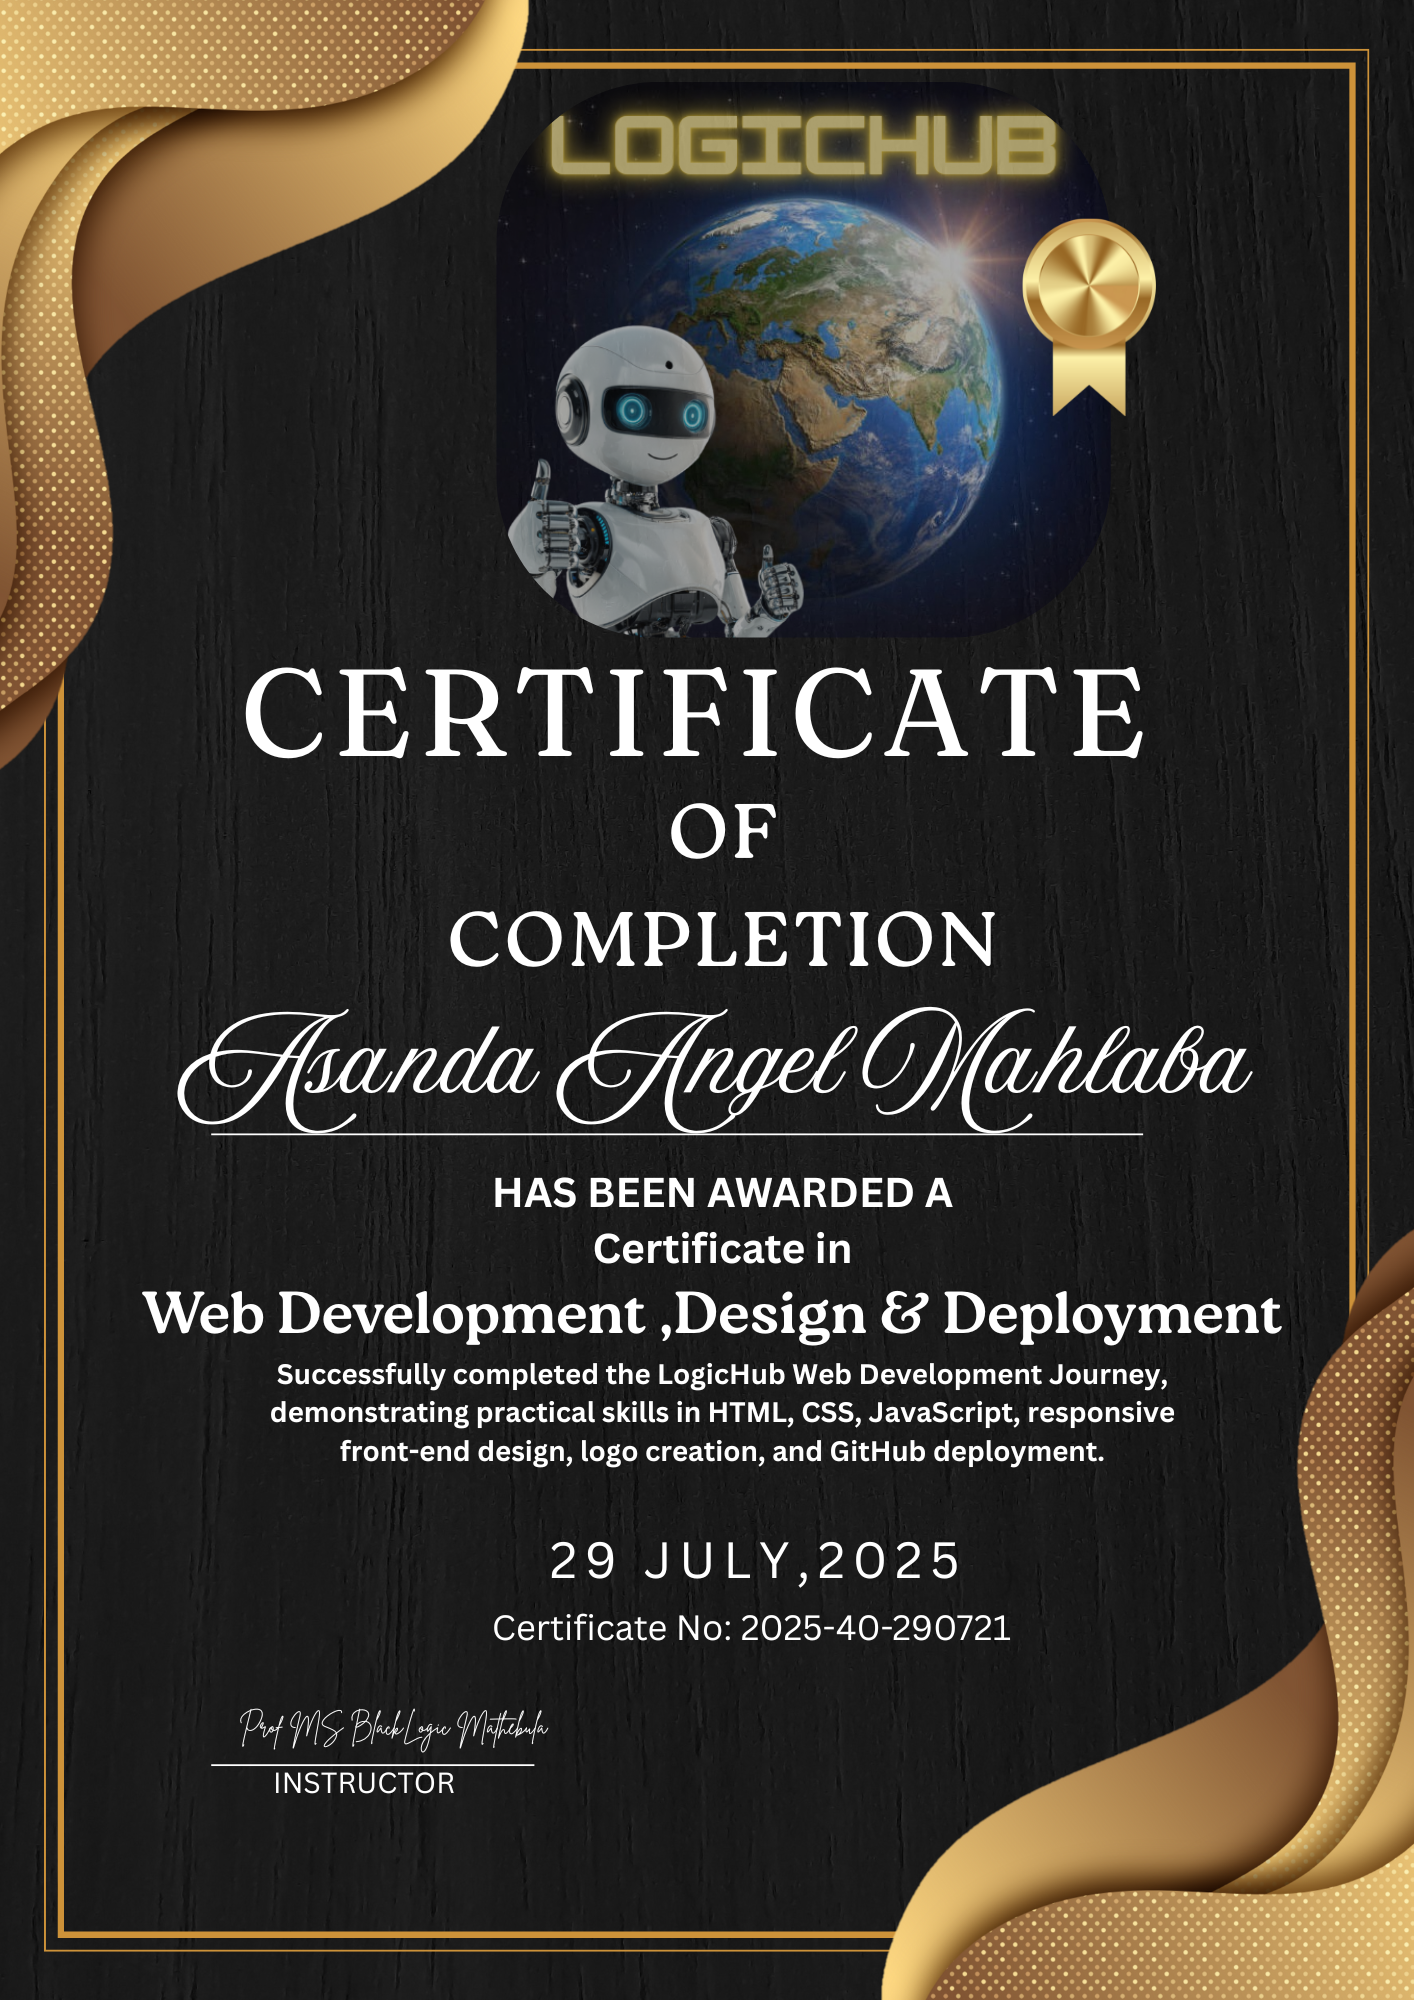 LOGICHUB
CERTIFICATE
OF
COMPLETION
Asanda Angel Mahlaba
HAS BEEN AWARDED A
Certificate in
Web Development ,Design & Deployment
Successfully completed the LogicHub Web Development Journey,
demonstrating practical skills in HTML, CSS, JavaScript, responsive
front-end design, logo creation, and GitHub deployment.
29 JULY,2025
Certificate No: 2025-40-290721
Prof MS BlackLogic Mathebula
INSTRUCTOR